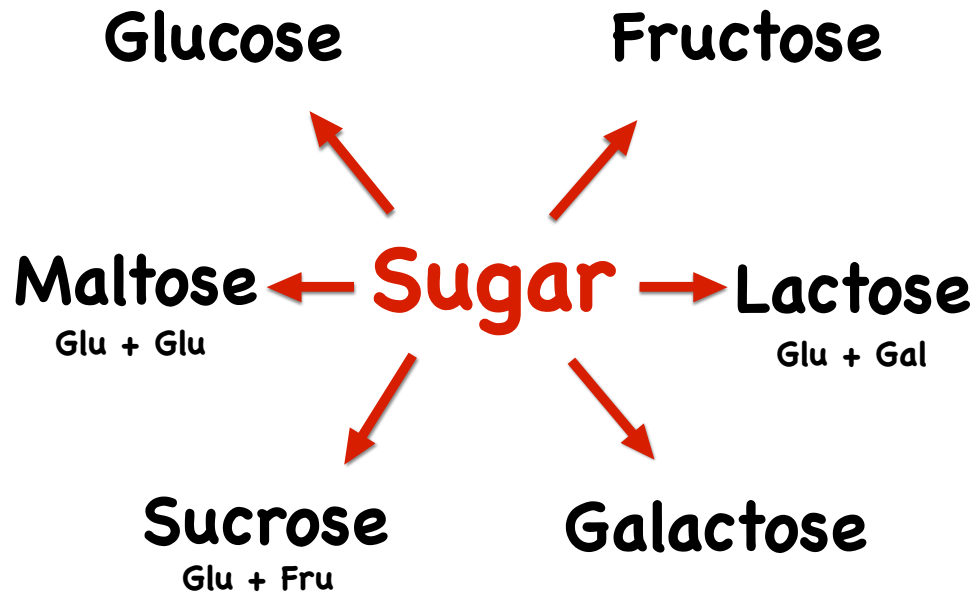 Glucose
Fructose
Maltose
Glu + Glu
Sugar
Lactose
Glu + Gal
Sucrose
Glu + Fru
Galactose